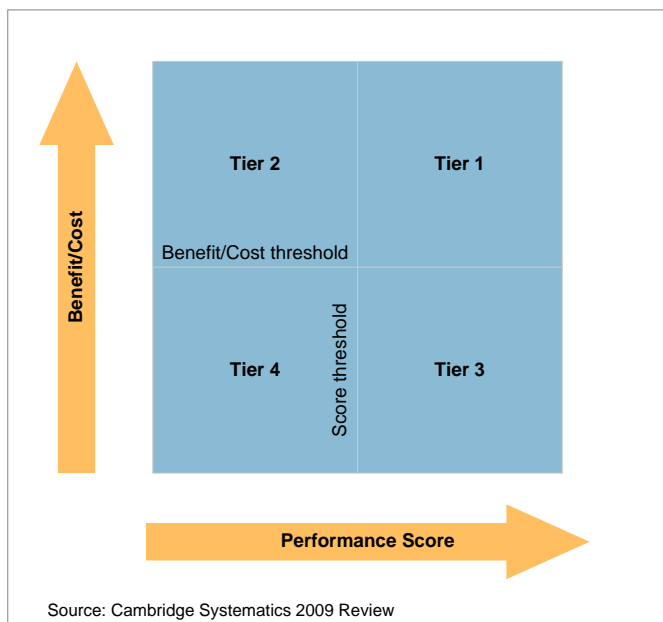 Tier 2
Tier 1
Benefit/Cost threshold
Benefit/Cost
Score threshold
Tier 4
Tier 3
Performance Score
Source: Cambridge Systematics 2009 Review